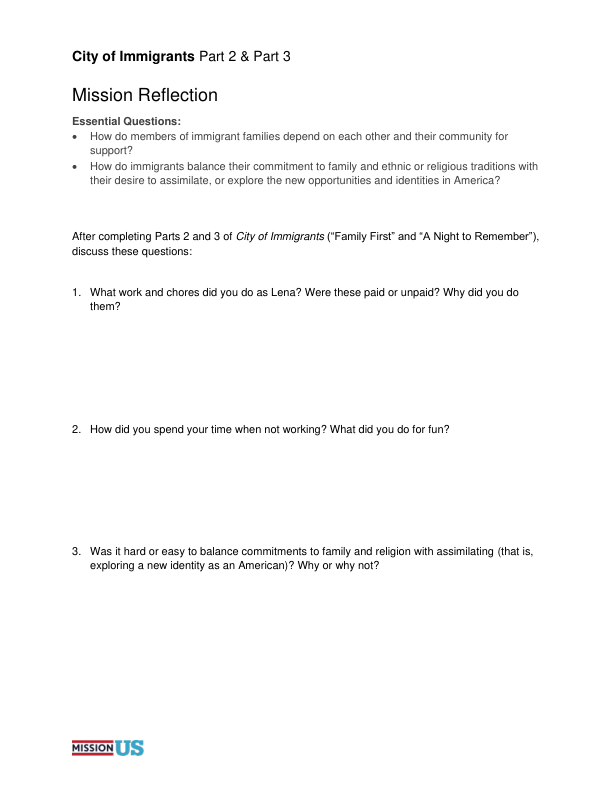 City of Immigrants Part 2 & Part 3
Mission Reflection
Essential Questions:
• How do members of immigrant families depend on each other and their community for
support?
• How do immigrants balance their commitment to family and ethnic or religious traditions with
their desire to assimilate, or explore the new opportunities and identities in America?
After completing Parts 2 and 3 of City of Immigrants (“Family First” and “A Night to Remember”),
discuss these questions:
1. What work and chores did you do as Lena? Were these paid or unpaid? Why did you do
them?
2. How did you spend your time when not working? What did you do for fun?
3. Was it hard or easy to balance commitments to family and religion with assimilating (that is,
exploring a new identity as an American)? Why or why not?
MISSION US